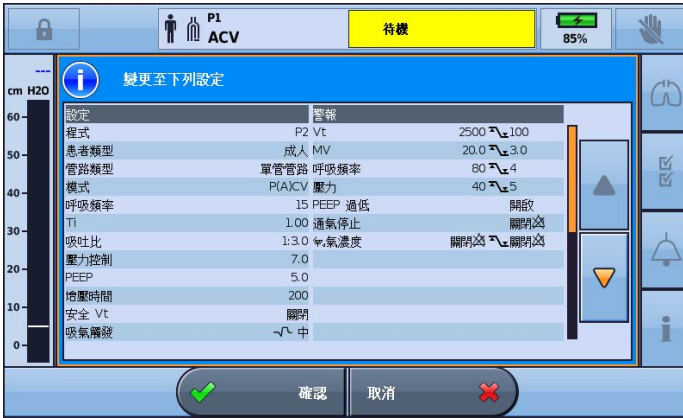 P1
ACV
待機
85%
---
cm H2O
變更至下列設定
設定 警報
程式 P2 Vt 2500 100
患者類型 成人 MV 20.0 3.0
管路類型 單管管路 呼吸頻率 80 4
模式 P(A)CV 壓力 40 5
呼吸頻率 15 PEEP 過低 開啟
Ti 1.00 通氣停止 關閉
吸吐比 1:3.0 氧氣濃度 關閉 關閉
壓力控制 7.0
PEEP 5.0
增壓時間 200
安全 Vt 關閉
吸氣觸發 中
60
50
40
30
20
10
0
確認 取消